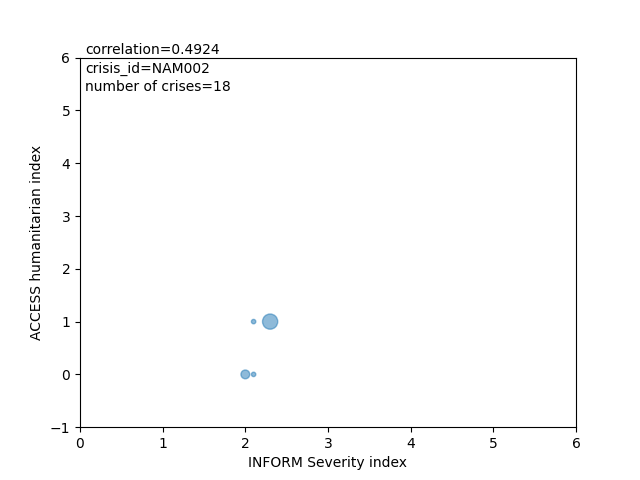 correlation=0.4924
crisis_id=NAM002
number of crises=18
6
5
4
3
2
1
0
−1
ACCESS humanitarian index
0 1 2 3 4 5 6
INFORM Severity index